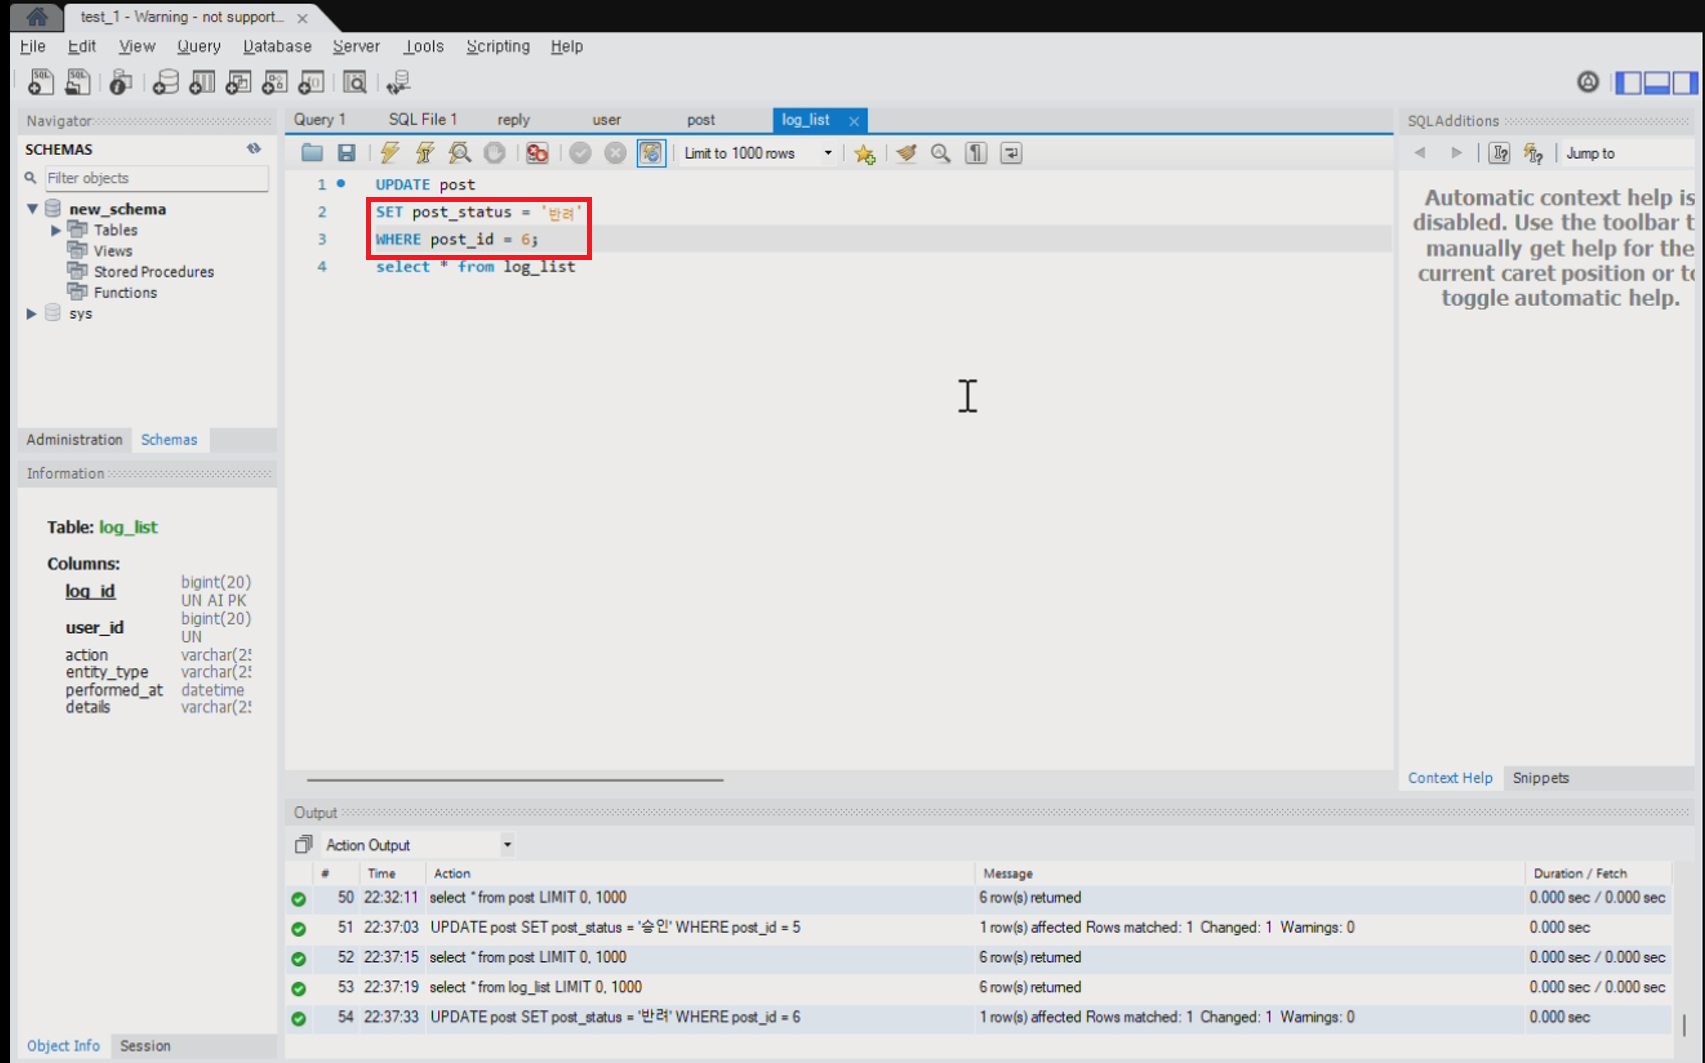 test_1 - Warning - not support...
File Edit View Query Database Server Tools Scripting Help
Navigator
SCHEMAS
Filter objects
new_schema
Tables
Views
Stored Procedures
Functions
sys
Administration Schemas
Information
Table: log_list
Columns:
log_id bigint(20) UN AI PK
user_id bigint(20) UN
action varchar(25
entity_type varchar(25
performed_at datetime
details varchar(25
Object Info Session
Query 1 SQL File 1 reply user post log_list
Limit to 1000 rows
1 UPDATE post
2 SET post_status = '반려'
3 WHERE post_id = 6;
4 select * from log_list
SQLAdditions
Jump to
Automatic context help is
disabled. Use the toolbar t
manually get help for the
current caret position or to
toggle automatic help.
Context Help Snippets
Output
Action Output
# Time Action Message Duration / Fetch
50 22:32:11 select * from post LIMIT 0, 1000 6 row(s) returned 0.000 sec / 0.000 sec
51 22:37:03 UPDATE post SET post_status = '승인' WHERE post_id = 5 1 row(s) affected Rows matched: 1 Changed: 1 Warnings: 0 0.000 sec
52 22:37:15 select * from post LIMIT 0, 1000 6 row(s) returned 0.000 sec / 0.000 sec
53 22:37:19 select * from log_list LIMIT 0, 1000 6 row(s) returned 0.000 sec / 0.000 sec
54 22:37:33 UPDATE post SET post_status = '반려' WHERE post_id = 6 1 row(s) affected Rows matched: 1 Changed: 1 Warnings: 0 0.000 sec